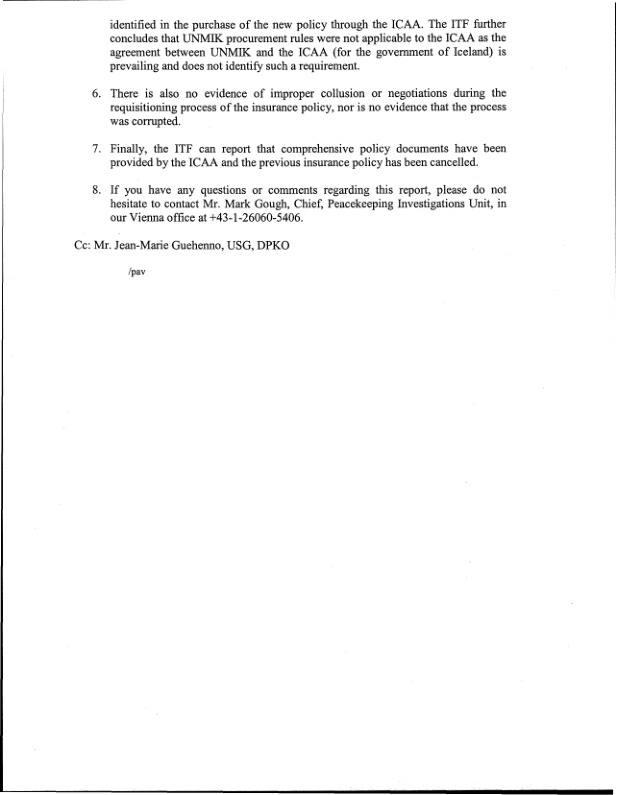 identified in the purchase of the new policy through the ICAA. The ITF further
concludes that UNMIK procurement rules were not applicable to the ICAA as the
agreement between UNMIK and the ICAA (for the government of Iceland) is
prevailing and does not identify such a requirement.
6. There is also no evidence of improper collusion or negotiations during the
requisitioning process of the insurance policy, nor is no evidence that the process
was corrupted.
7. Finally, the ITF can report that comprehensive policy documents have been
provided by the ICAA and the previous insurance policy has been cancelled.
8. If you have any questions or comments regarding this report, please do not
hesitate to contact Mr. Mark Gough, Chief, Peacekeeping Investigations Unit, in
our Vienna office at +43-1-26060-5406.
Cc: Mr. Jean-Marie Guehenno, USG, DPKO
/pav